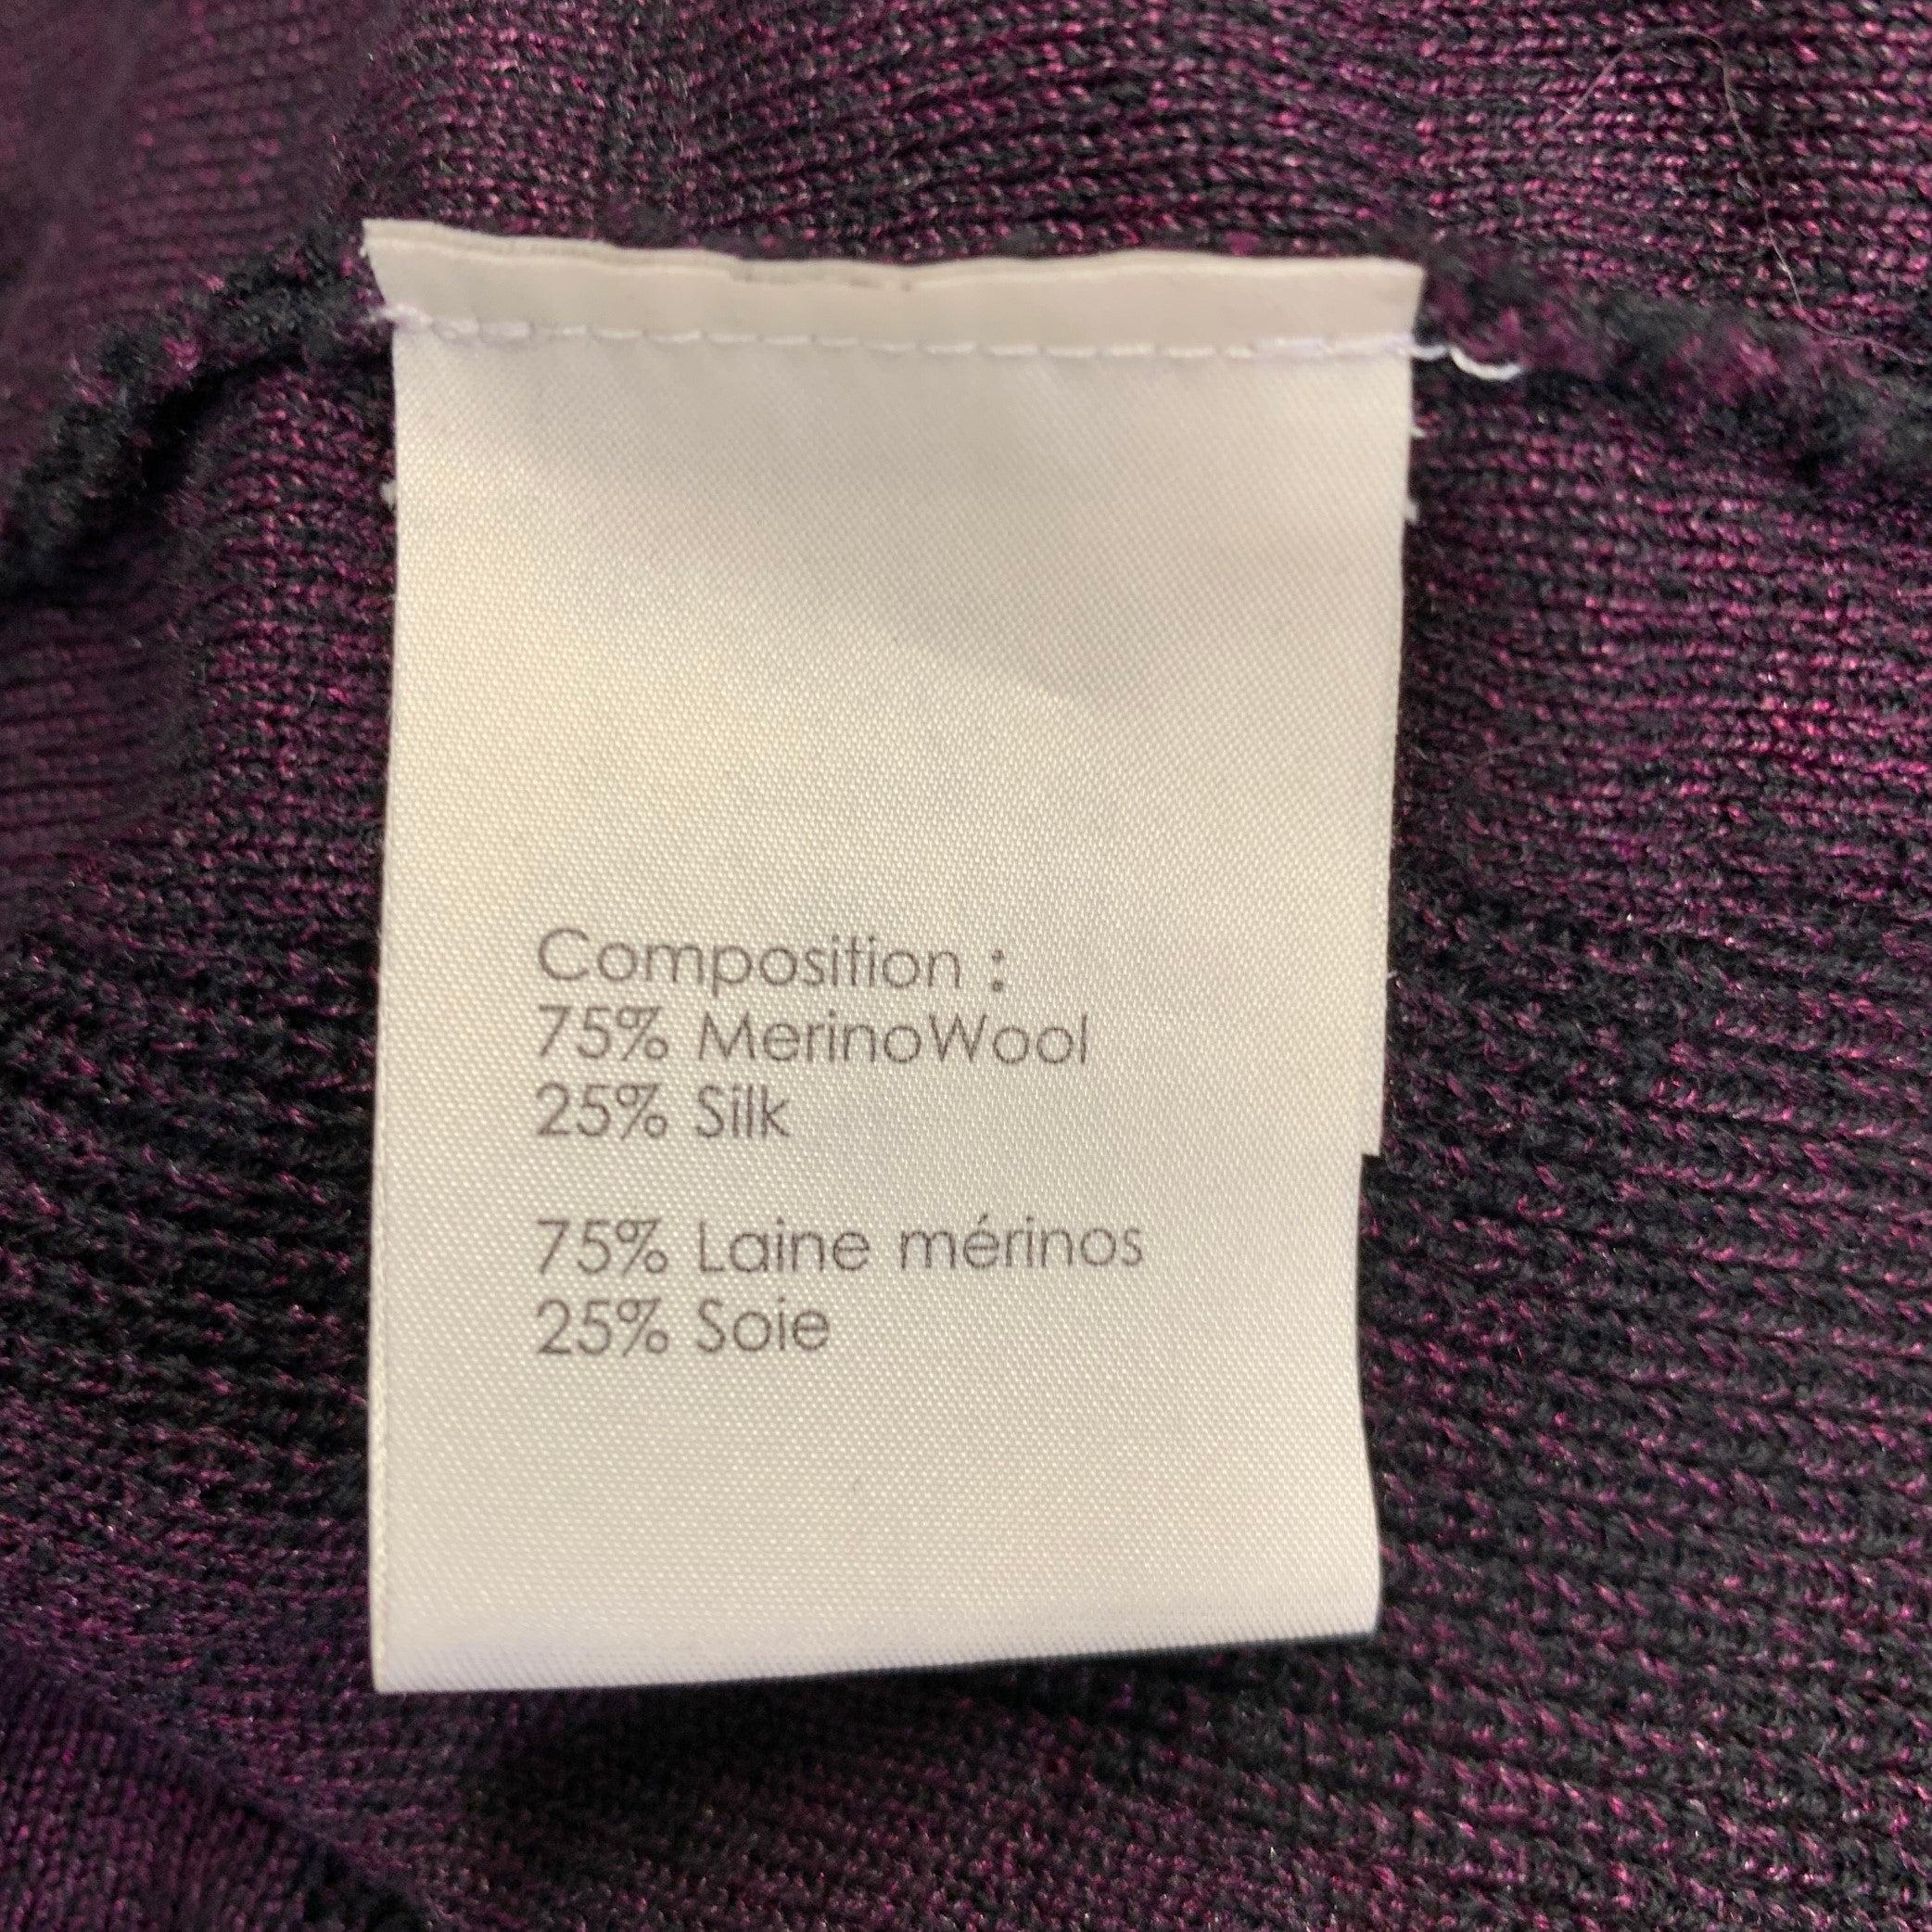 Composition :
75% MerinoWool
25% Silk
75% Laine mérinos
25% Soie